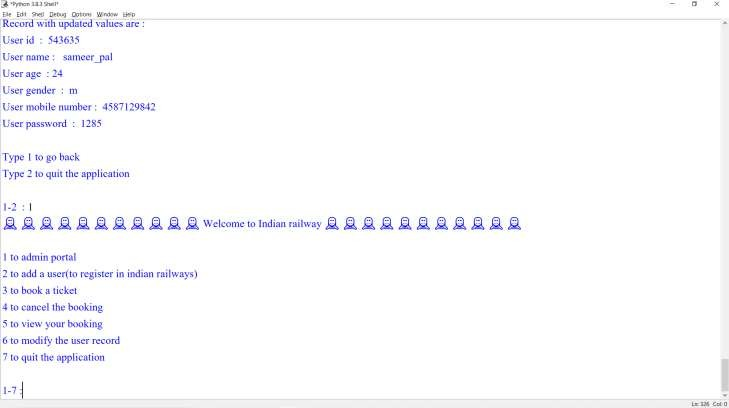 *Python 3.8.3 Shell*
File Edit Shell Debug Options Window Help
Record with updated values are :
User id : 543635
User name : sameer_pal
User age : 24
User gender : m
User mobile number : 4587129842
User password : 1285
Type 1 to go back
Type 2 to quit the application
1-2 : 1
Welcome to Indian railway
1 to admin portal
2 to add a user(to register in indian railways)
3 to book a ticket
4 to cancel the booking
5 to view your booking
6 to modify the user record
7 to quit the application
1-7 :
Ln: 326 Col: 0